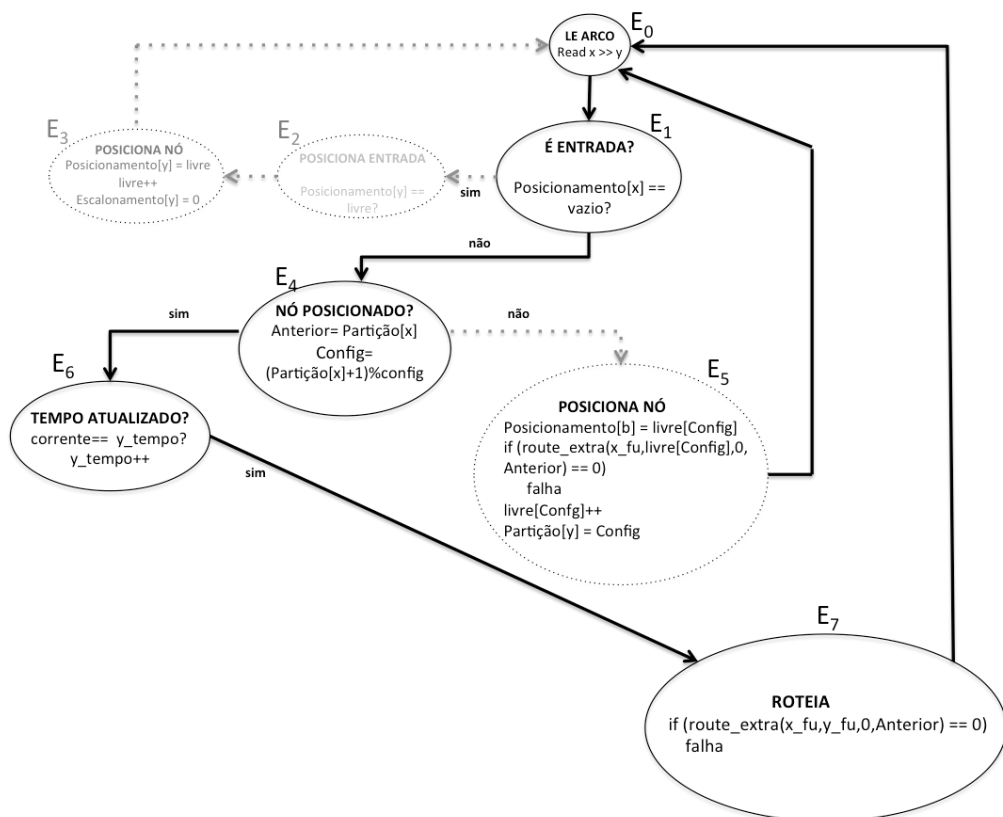 E0
LE ARCO
Read x >> y
E3
POSICIONA NÓ
Posicionamento[y] = livre
livre++
Escalonamento[y] = 0
E2
POSICIONA ENTRADA
Posicionamento[y] ==
livre?
sim
E1
É ENTRADA?
Posicionamento[x] ==
vazio?
não
E4
NÓ POSICIONADO?
Anterior= Partição[x]
Config=
(Partição[x]+1)%config
sim
não
E6
TEMPO ATUALIZADO?
corrente== y_tempo?
y_tempo++
sim
E5
POSICIONA NÓ
Posicionamento[b] = livre[Config]
if (route_extra(x_fu,livre[Config],0,
Anterior) == 0)
falha
livre[Confg]++
Partição[y] = Config
E7
ROTEIA
if (route_extra(x_fu,y_fu,0,Anterior) == 0)
falha